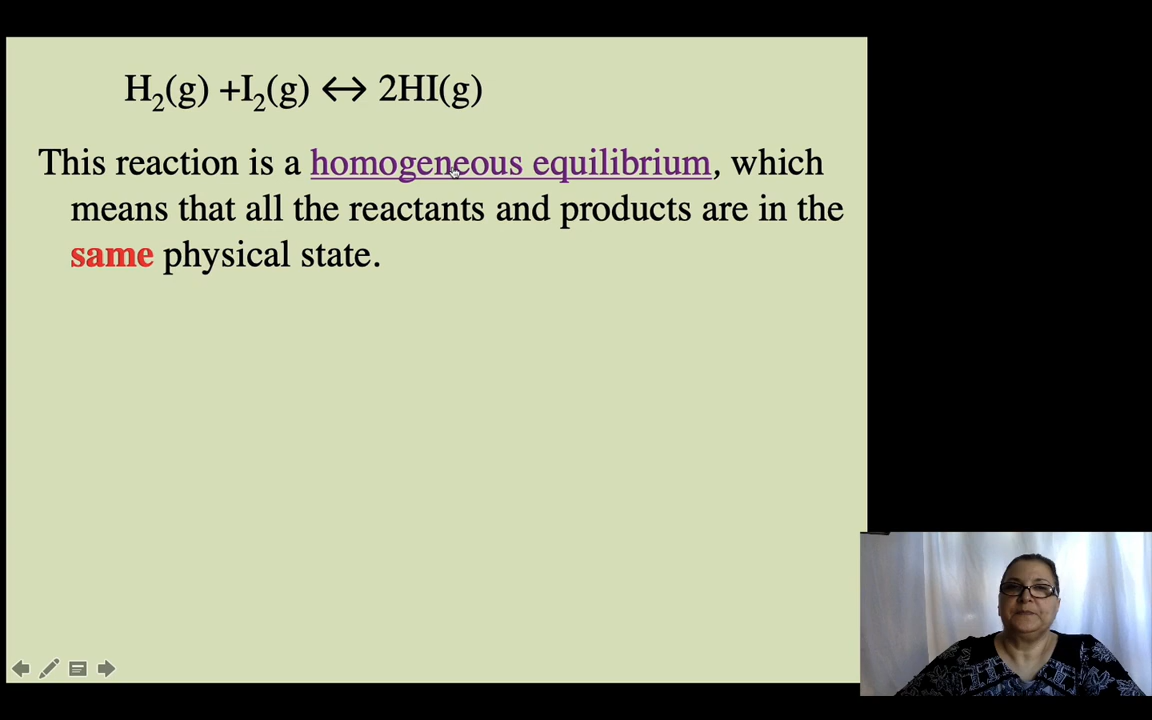 H₂(g) +I₂(g) ↔ 2HI(g)
This reaction is a homogeneous equilibrium, which
means that all the reactants and products are in the
same physical state.